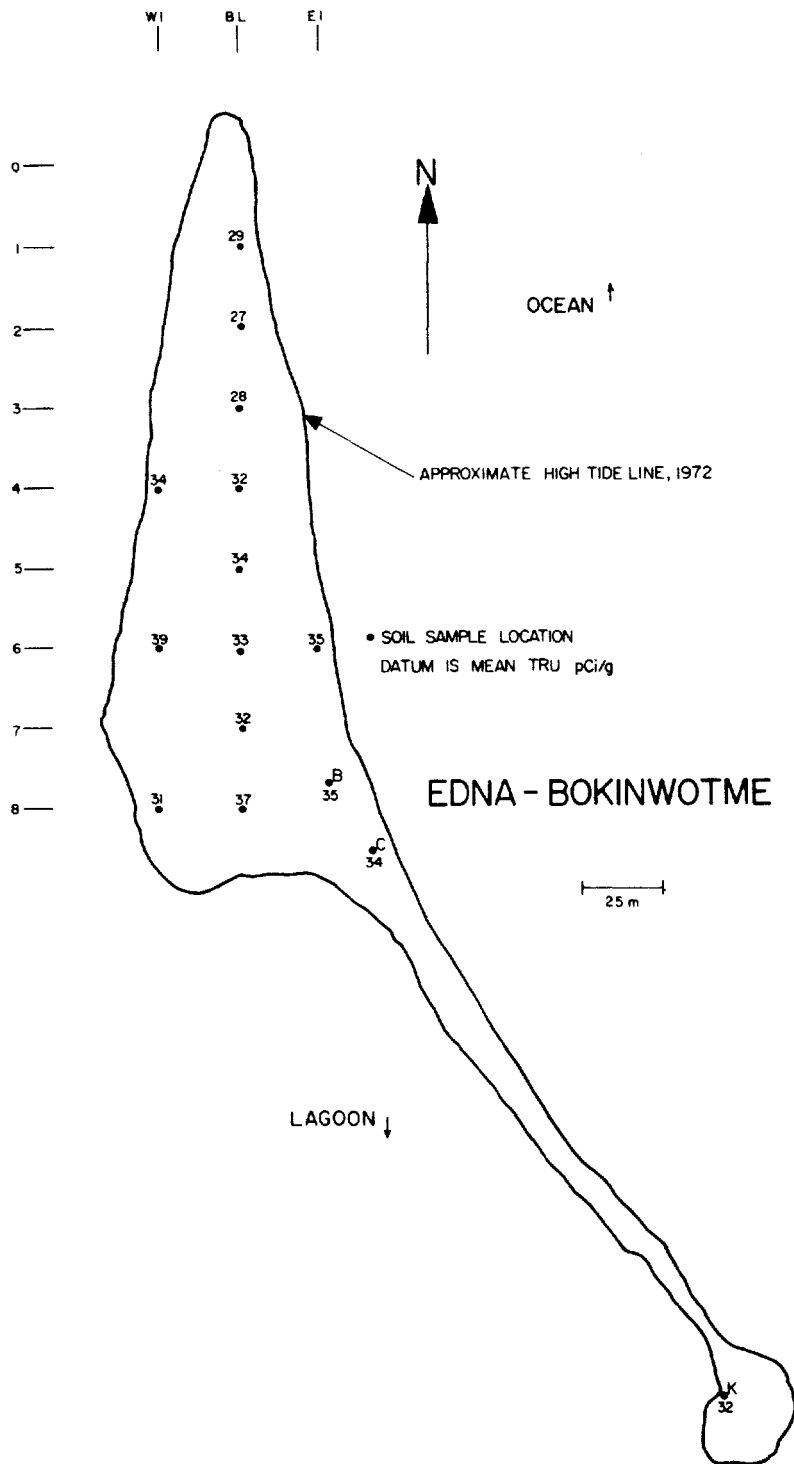 WI BL EI
0
1
29
N
OCEAN
2
27
3
28
APPROXIMATE HIGH TIDE LINE, 1972
4
34
32
5
34
6
39
33
35
SOIL SAMPLE LOCATION
DATUM IS MEAN TRU pCi/g
7
32
B
35
EDNA - BOKINWOTME
8
31
37
C
34
25 m
LAGOON
K
32